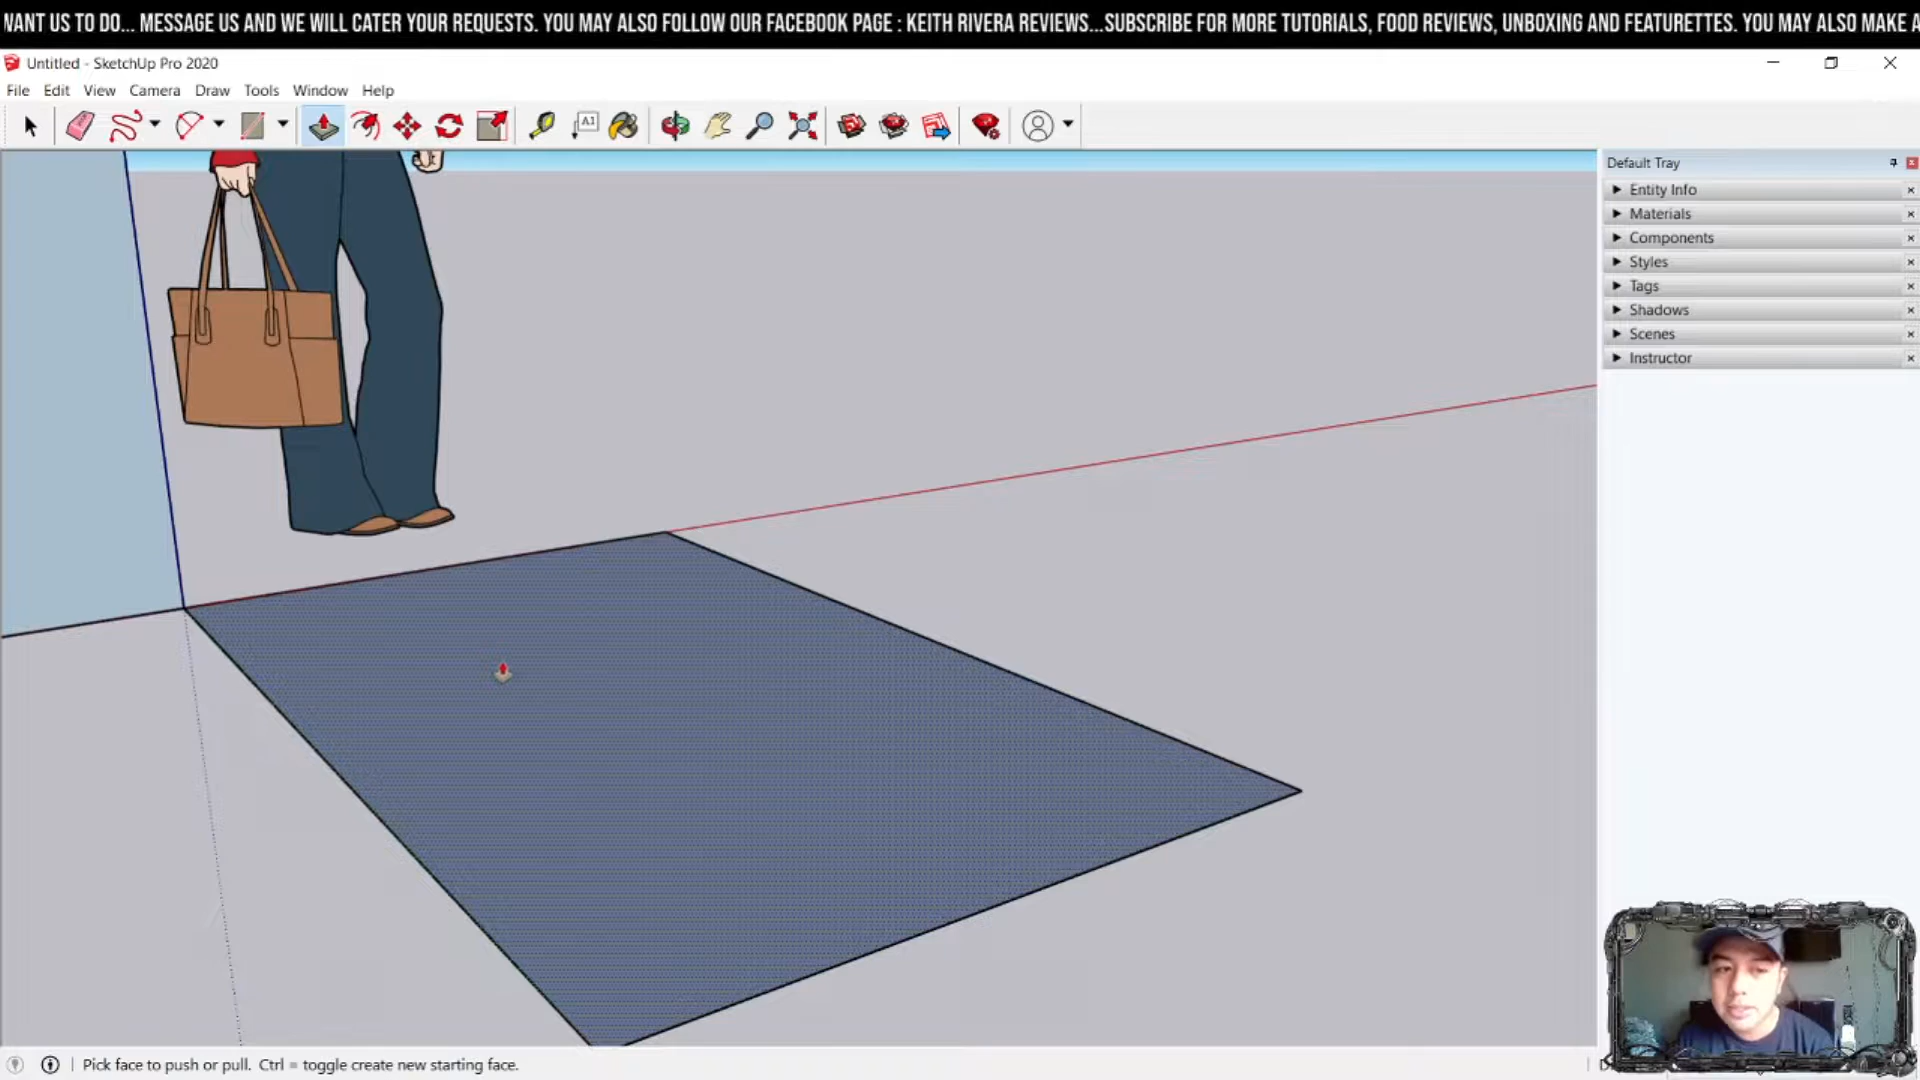 WANT US TO DO... MESSAGE US AND WE WILL CATER YOUR REQUESTS. YOU MAY ALSO FOLLOW OUR FACEBOOK PAGE : KEITH RIVERA REVIEWS...SUBSCRIBE FOR MORE TUTORIALS, FOOD REVIEWS, UNBOXING AND FEATURETTES. YOU MAY ALSO MAKE A
Untitled - SketchUp Pro 2020
File Edit View Camera Draw Tools Window Help
A1
Default Tray
Entity Info
Materials
Components
Styles
Tags
Shadows
Scenes
Instructor
Pick face to push or pull. Ctrl = toggle create new starting face.